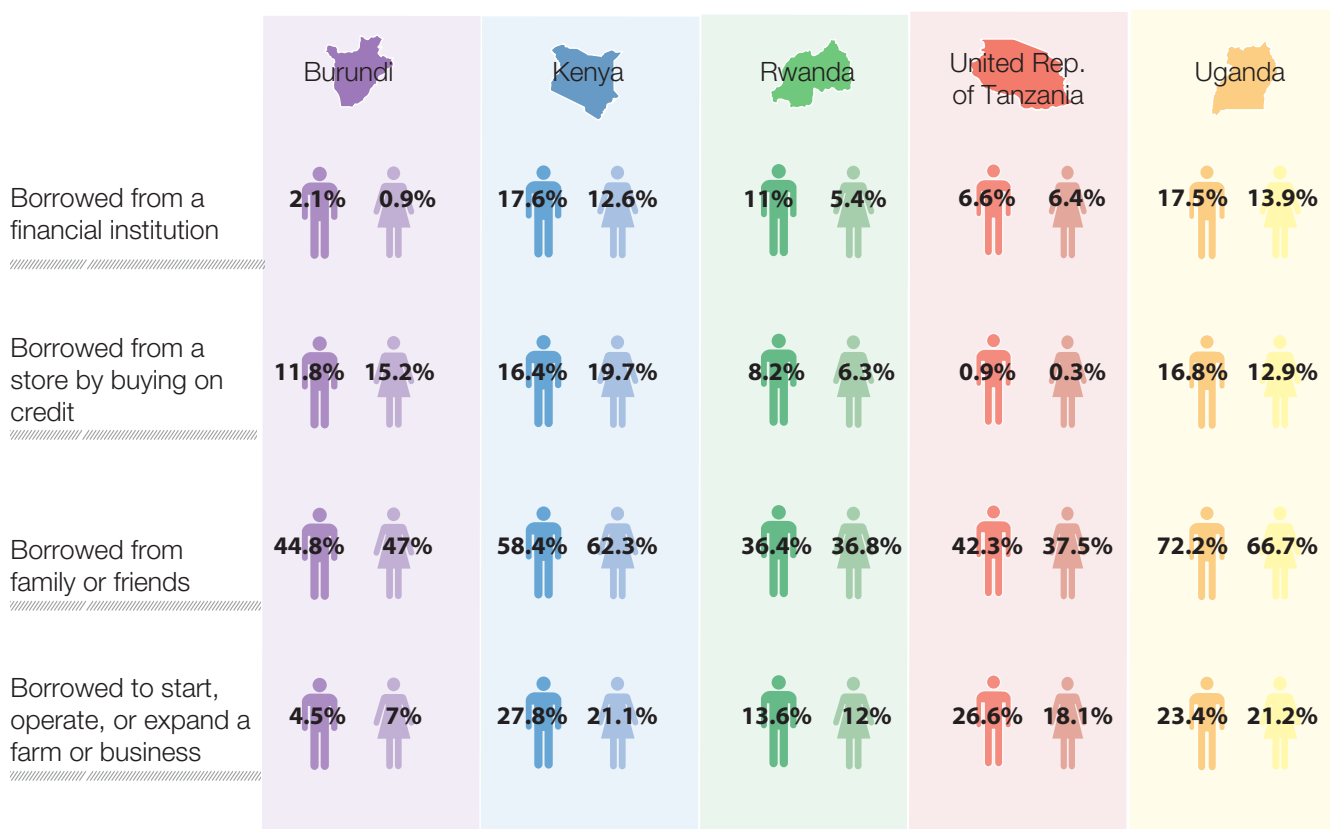 Burundi
Kenya
Rwanda
United Rep.
of Tanzania
Uganda
Borrowed from a
financial institution
2.1% 0.9% 17.6% 12.6% 11% 5.4% 6.6% 6.4% 17.5% 13.9%
Borrowed from a
store by buying on
credit
11.8% 15.2% 16.4% 19.7% 8.2% 6.3% 0.9% 0.3% 16.8% 12.9%
Borrowed from
family or friends
44.8% 47% 58.4% 62.3% 36.4% 36.8% 42.3% 37.5% 72.2% 66.7%
Borrowed to start,
operate, or expand a
farm or business
4.5% 7% 27.8% 21.1% 13.6% 12% 26.6% 18.1% 23.4% 21.2%